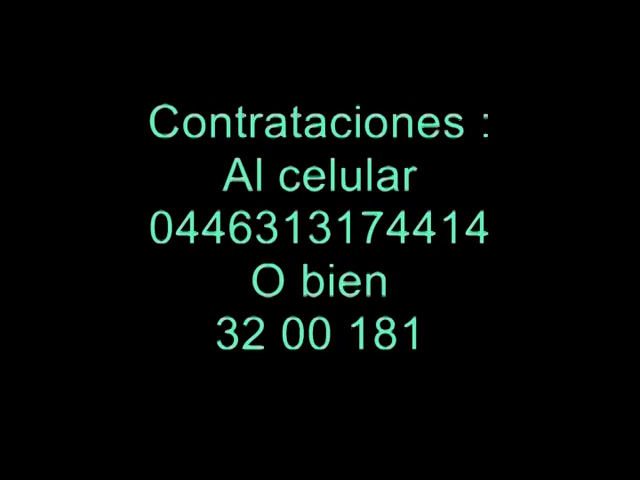 Contrataciones :
Al celular
0446313174414
O bien
32 00 181